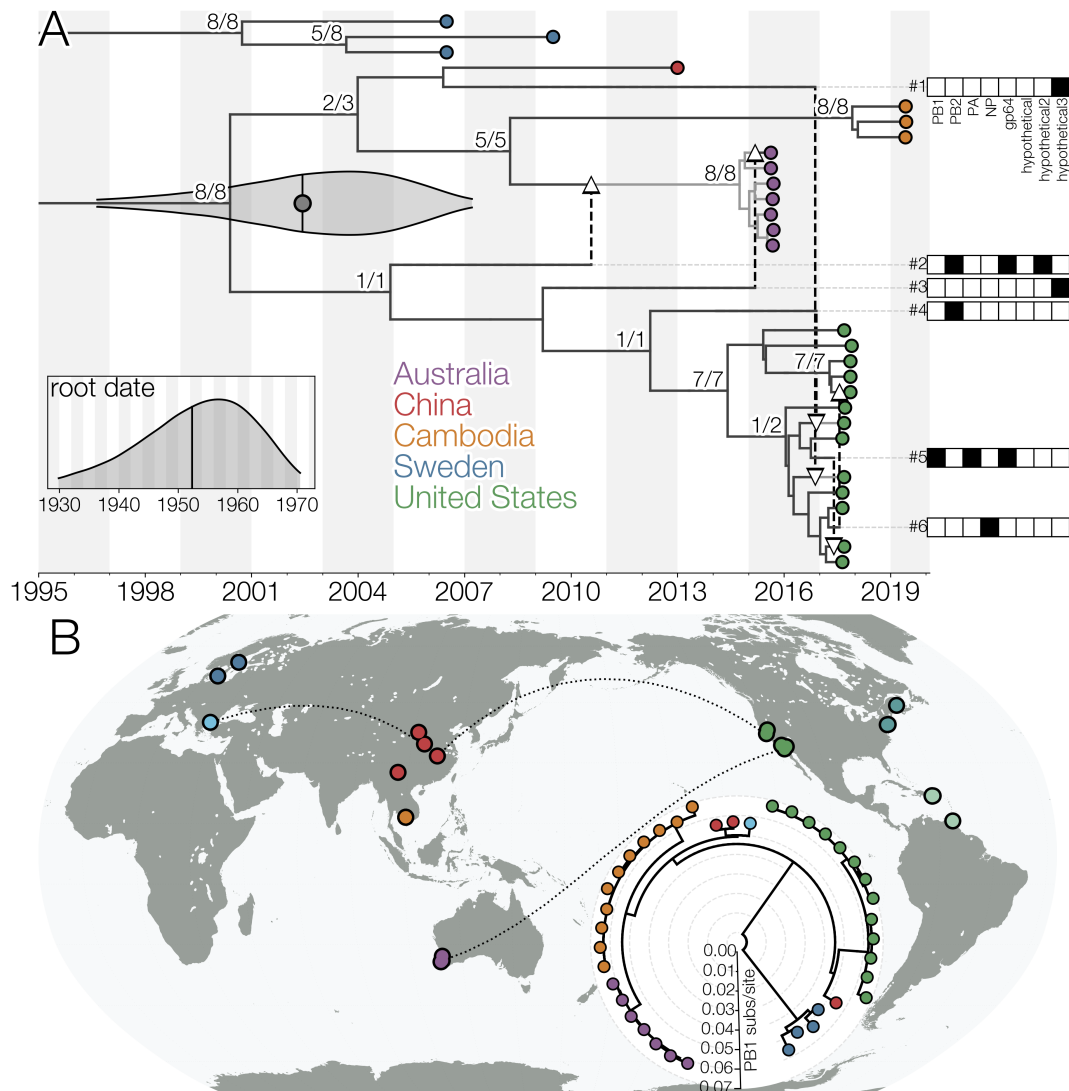 A
8/8
5/8
#1
PB1
PB2
PA
NP
gp64
hypothetical
hypothetical2
hypothetical3
2/3
8/8
5/5
8/8
8/8
#2
1/1
#3
#4
1/1
7/7
7/7
1/2
#5
#6
Australia
China
Cambodia
Sweden
United States
root date
1930 1940 1950 1960 1970
1995 1998 2001 2004 2007 2010 2013 2016 2019
B
0.00
0.01
0.02
0.03
0.04
0.05
0.06
0.07
PB1 subs/site